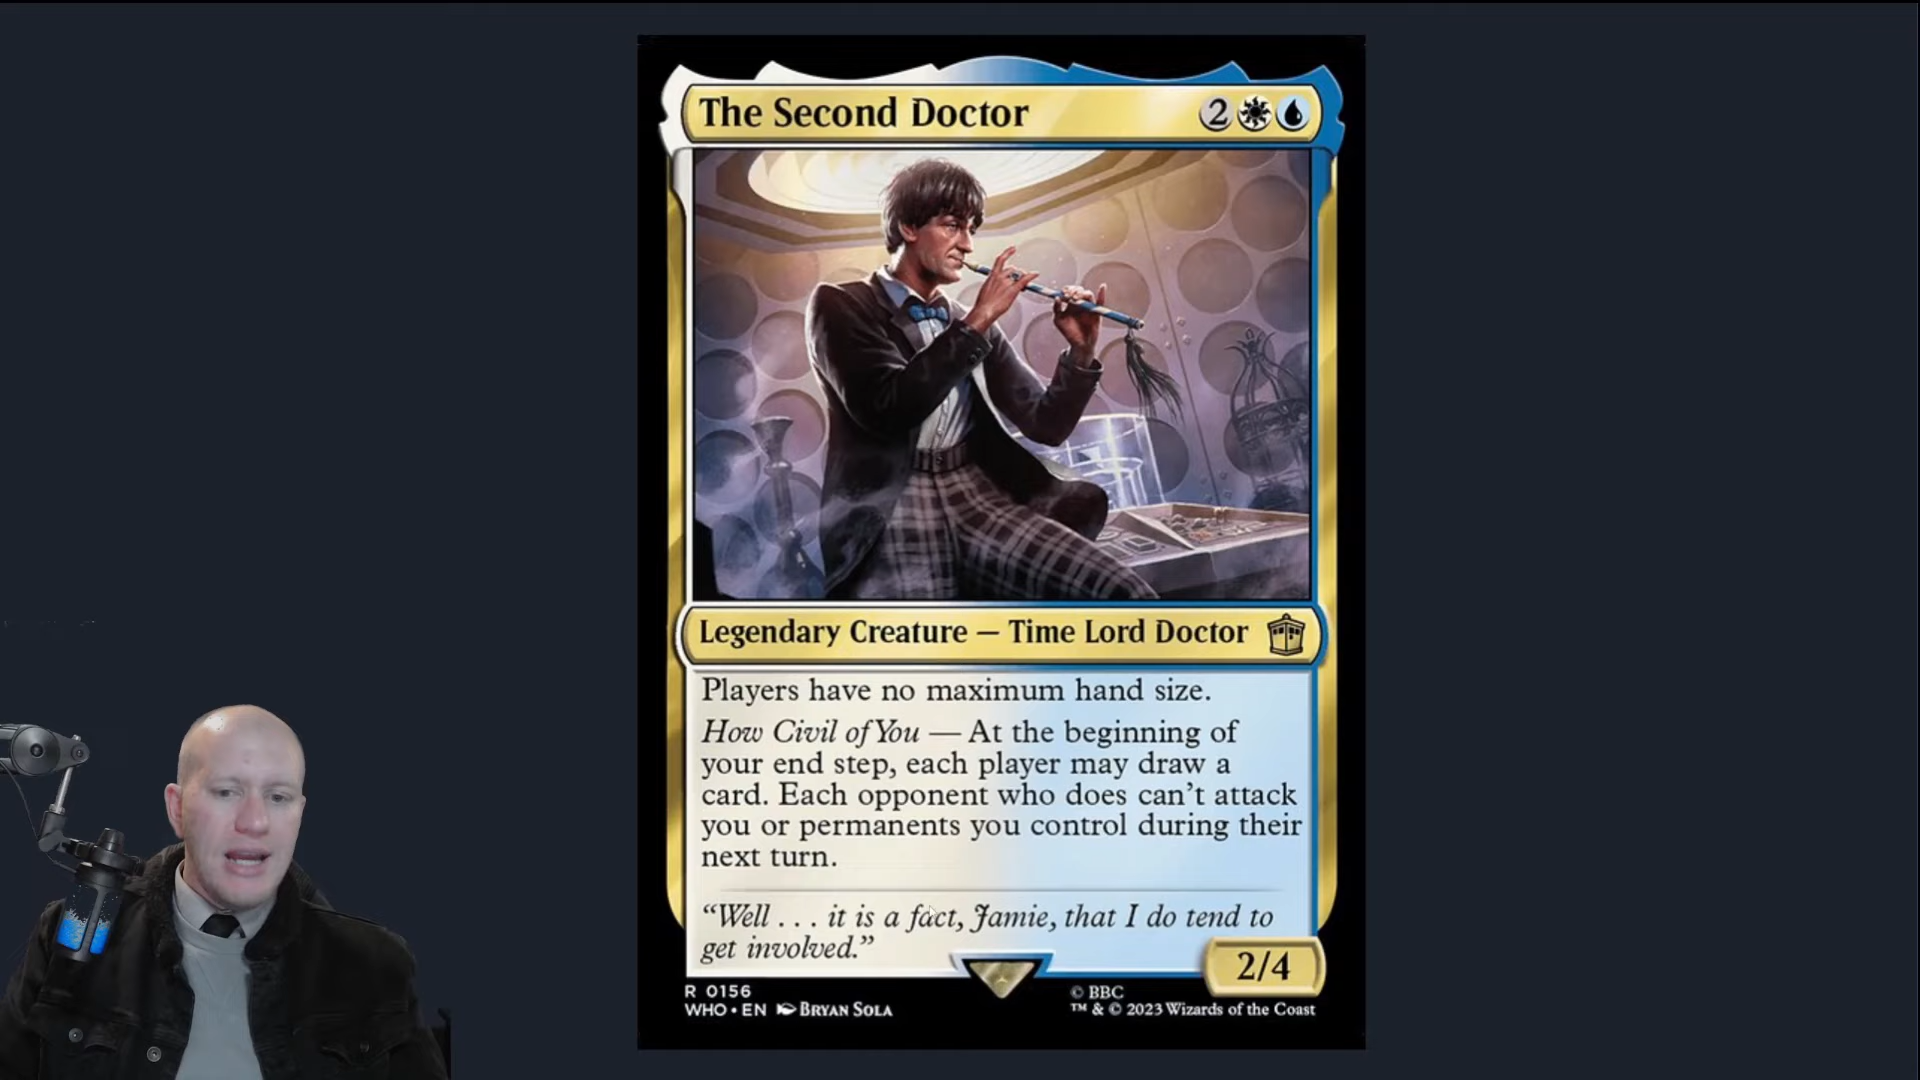 The Second Doctor 2
Legendary Creature — Time Lord Doctor
Players have no maximum hand size.
How Civil of You — At the beginning of
your end step, each player may draw a
card. Each opponent who does can't attack
you or permanents you control during their
next turn.
“Well . . . it is a fact, Jamie, that I do tend to
get involved.”
2/4
R 0156
WHO • EN BRYAN SOLA
© BBC
™ & © 2023 Wizards of the Coast